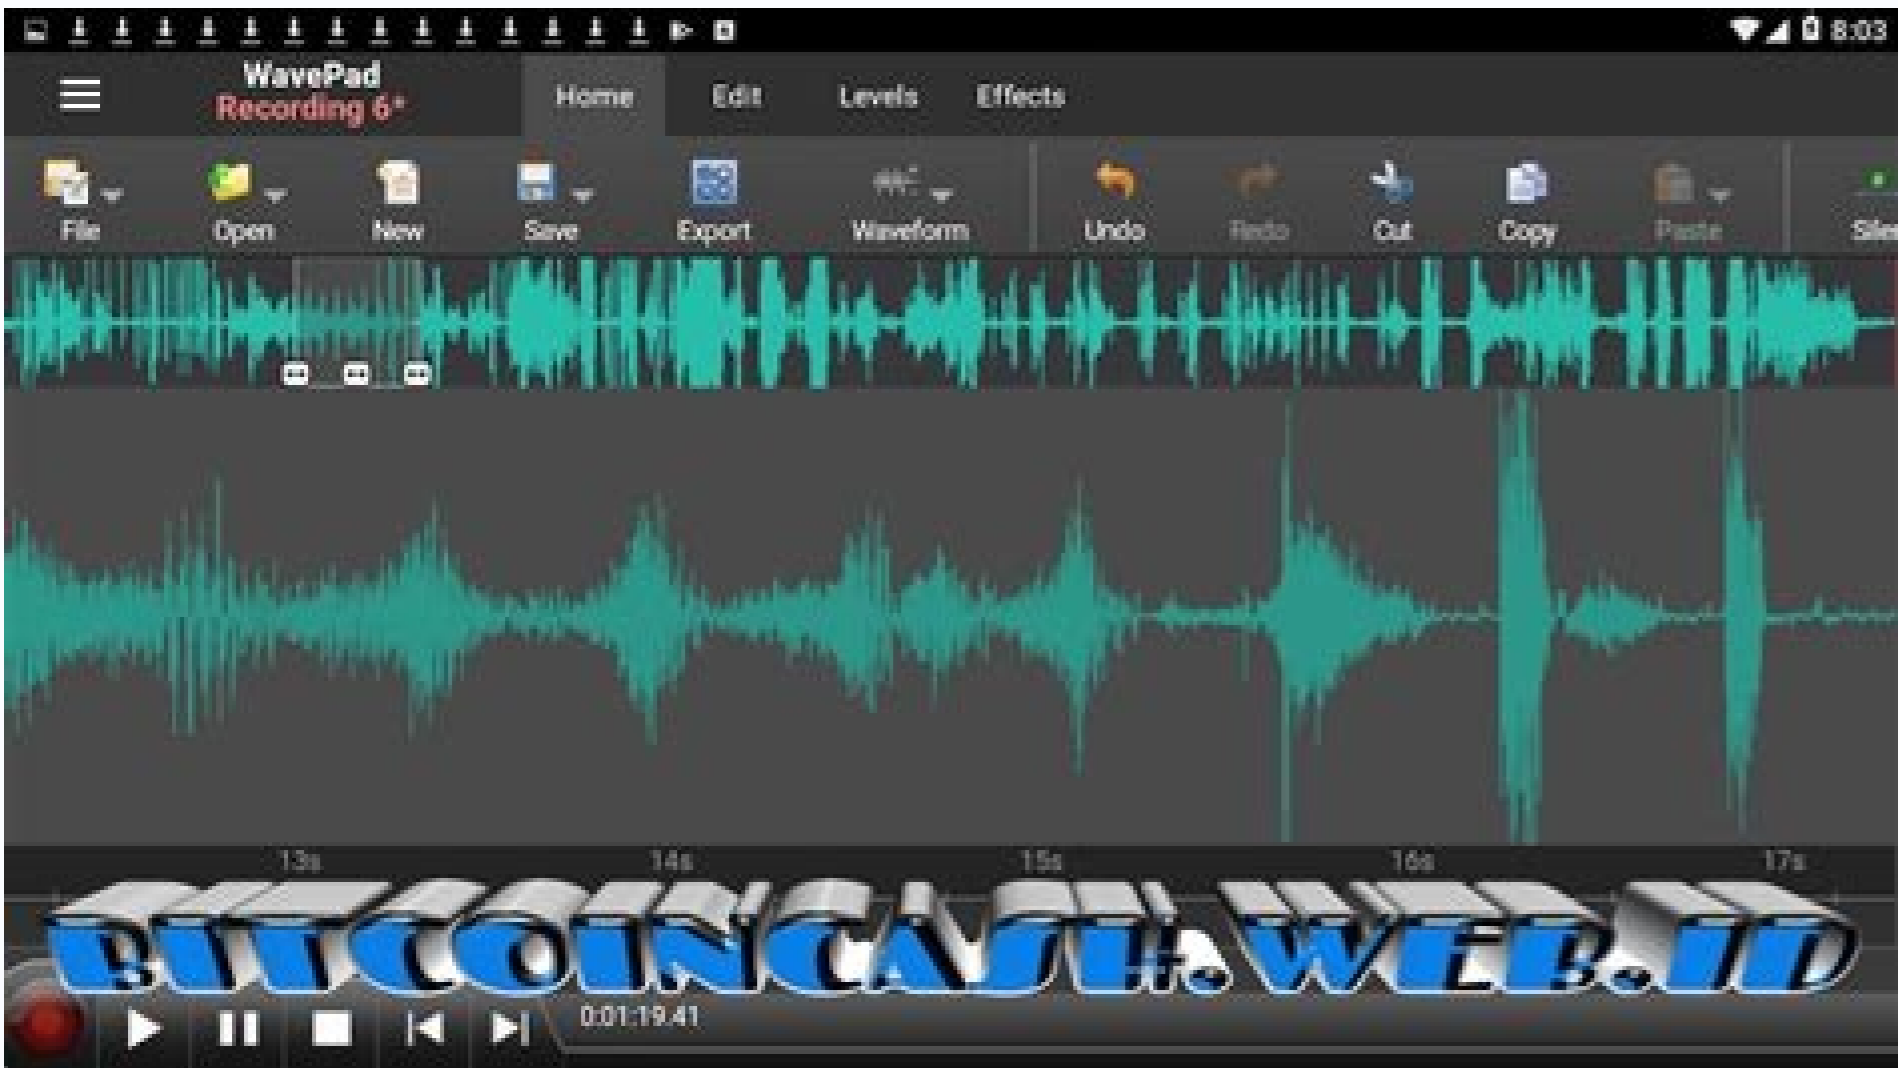 8:03
WavePad
Recording 6*
Home Edit Levels Effects
File Open New Save Export Waveform Undo Redo Cut Copy Paste
13s 14s 15s 16s 17s
BITCOINCASH.WEB.ID
0:01:19.41